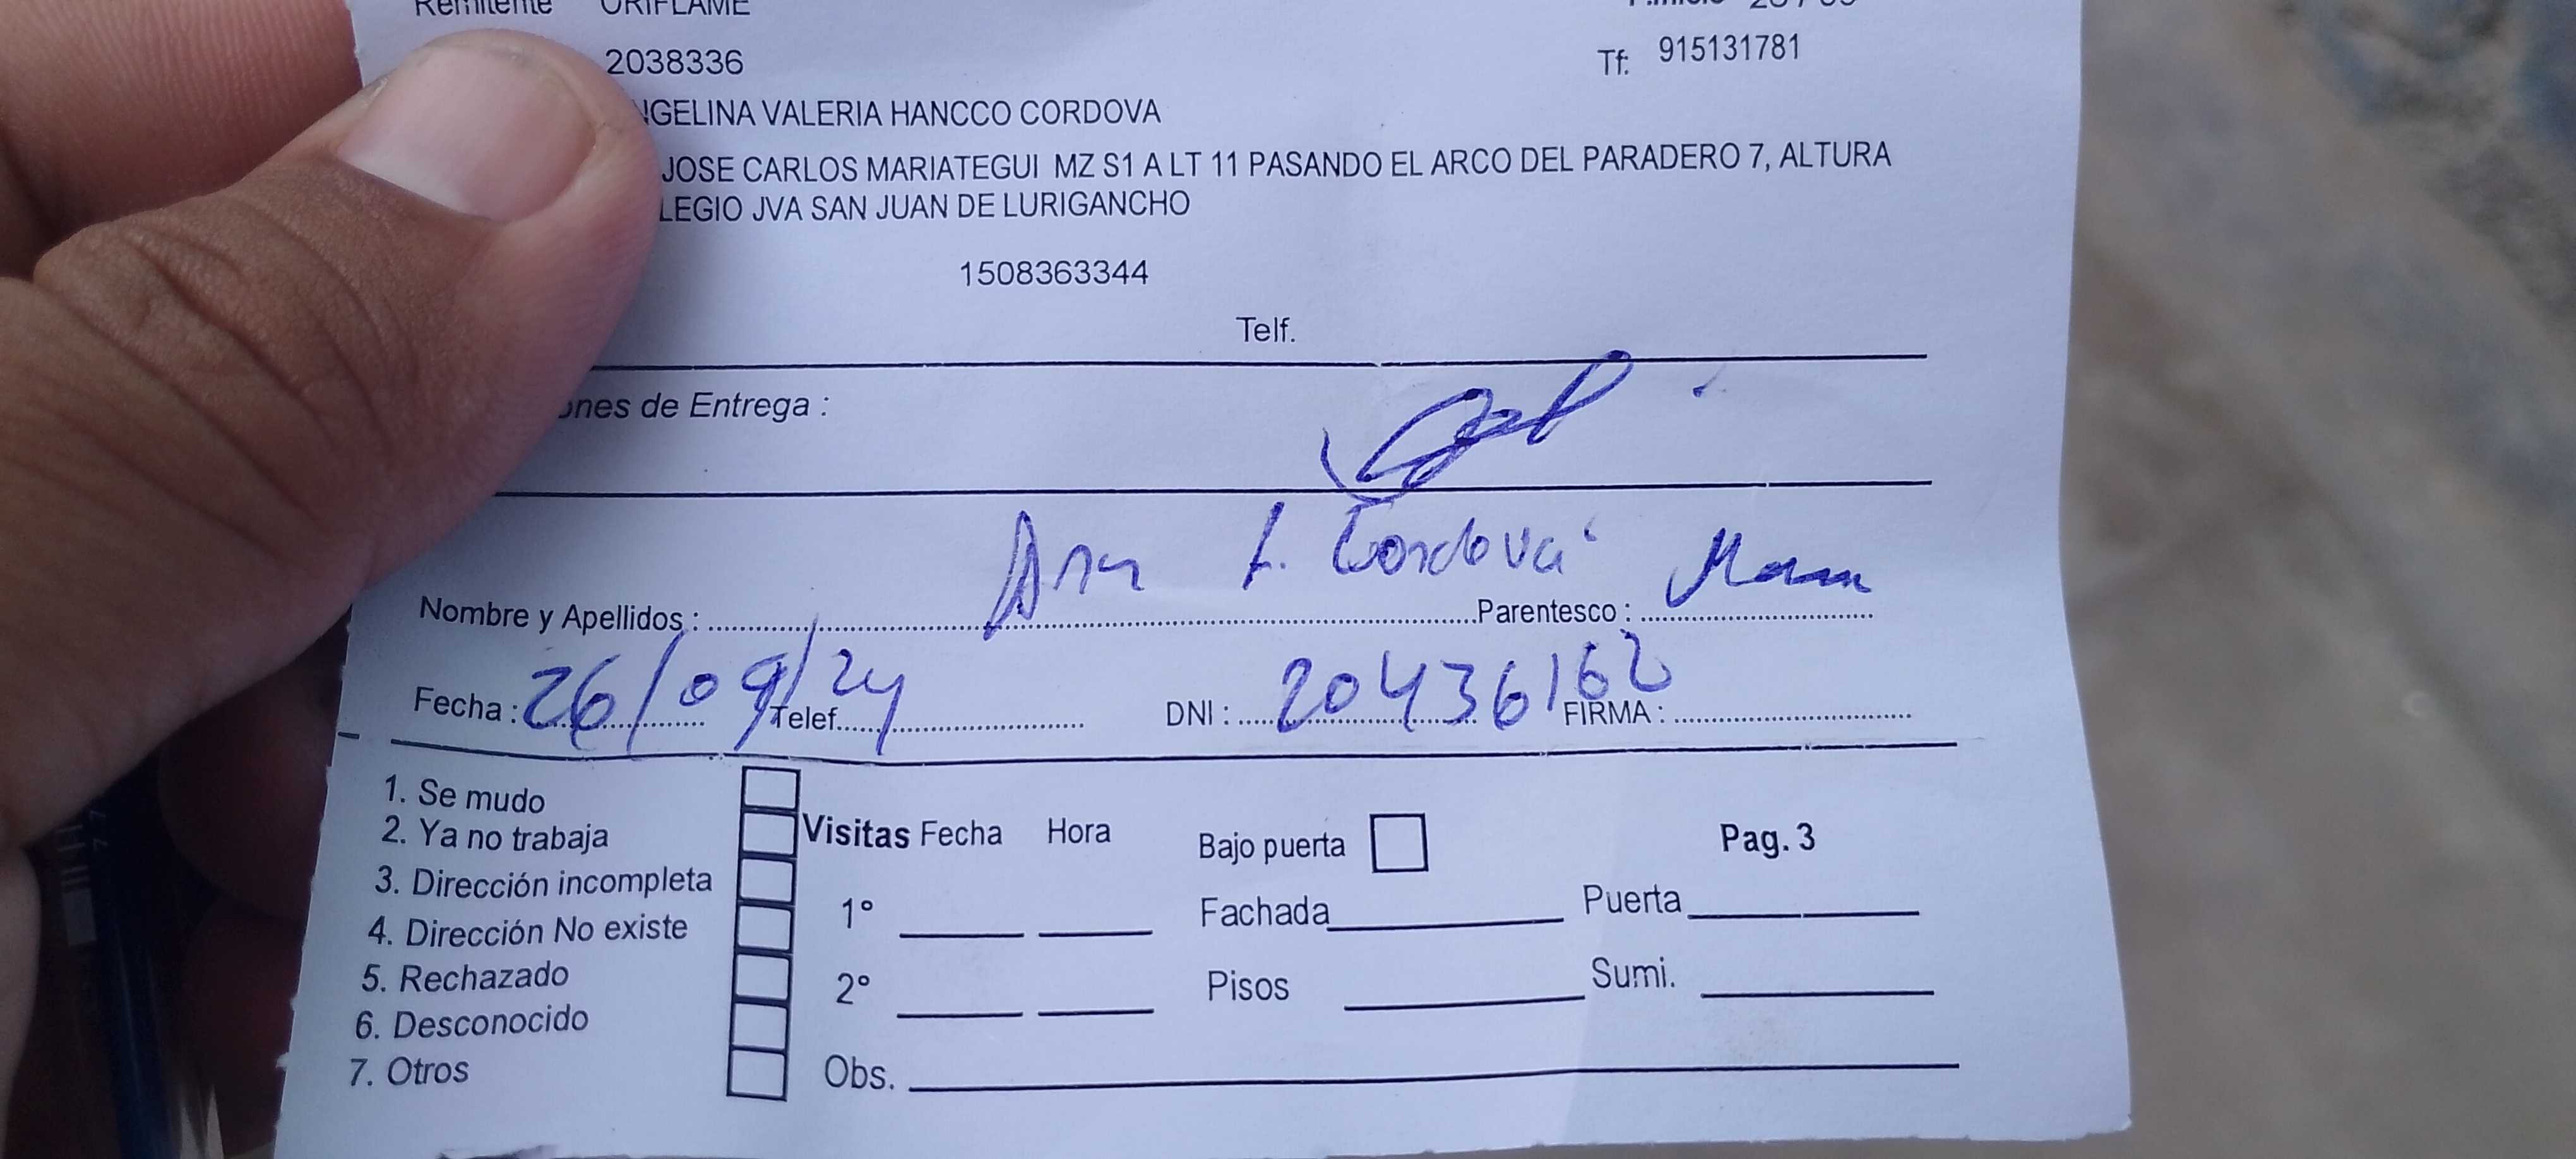 Remitente ORIFLAME
2038336 Tf: 915131781
NGELINA VALERIA HANCCO CORDOVA
JOSE CARLOS MARIATEGUI MZ S1 A LT 11 PASANDO EL ARCO DEL PARADERO 7, ALTURA
LEGIO JVA SAN JUAN DE LURIGANCHO
1508363344
Telf.
ones de Entrega :
Nombre y Apellidos : Ana L. Cordova Parentesco : Mama
Fecha : 26/09/24 Telef. DNI : 20436162 FIRMA :
1. Se mudo
2. Ya no trabaja
3. Dirección incompleta
4. Dirección No existe
5. Rechazado
6. Desconocido
7. Otros
Visitas Fecha Hora
1°
2°
Obs.
Bajo puerta Pag. 3
Fachada Puerta
Pisos Sumi.